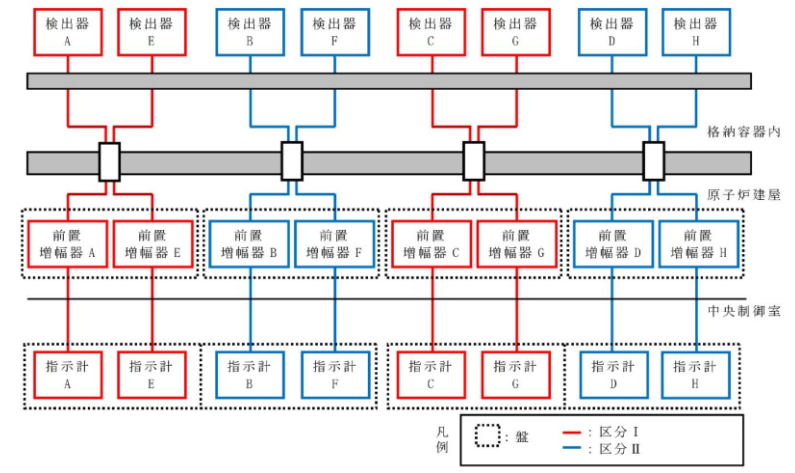 検出器
A
検出器
E
検出器
B
検出器
F
検出器
C
検出器
G
検出器
D
検出器
H
格納容器内
原子炉建屋
前置
増幅器 A
前置
増幅器 E
前置
増幅器 B
前置
増幅器 F
前置
増幅器 C
前置
増幅器 G
前置
増幅器 D
前置
増幅器 H
中央制御室
指示計
A
指示計
E
指示計
B
指示計
F
指示計
C
指示計
G
指示計
D
指示計
H
凡例
：盤
：区分Ⅰ
：区分Ⅱ